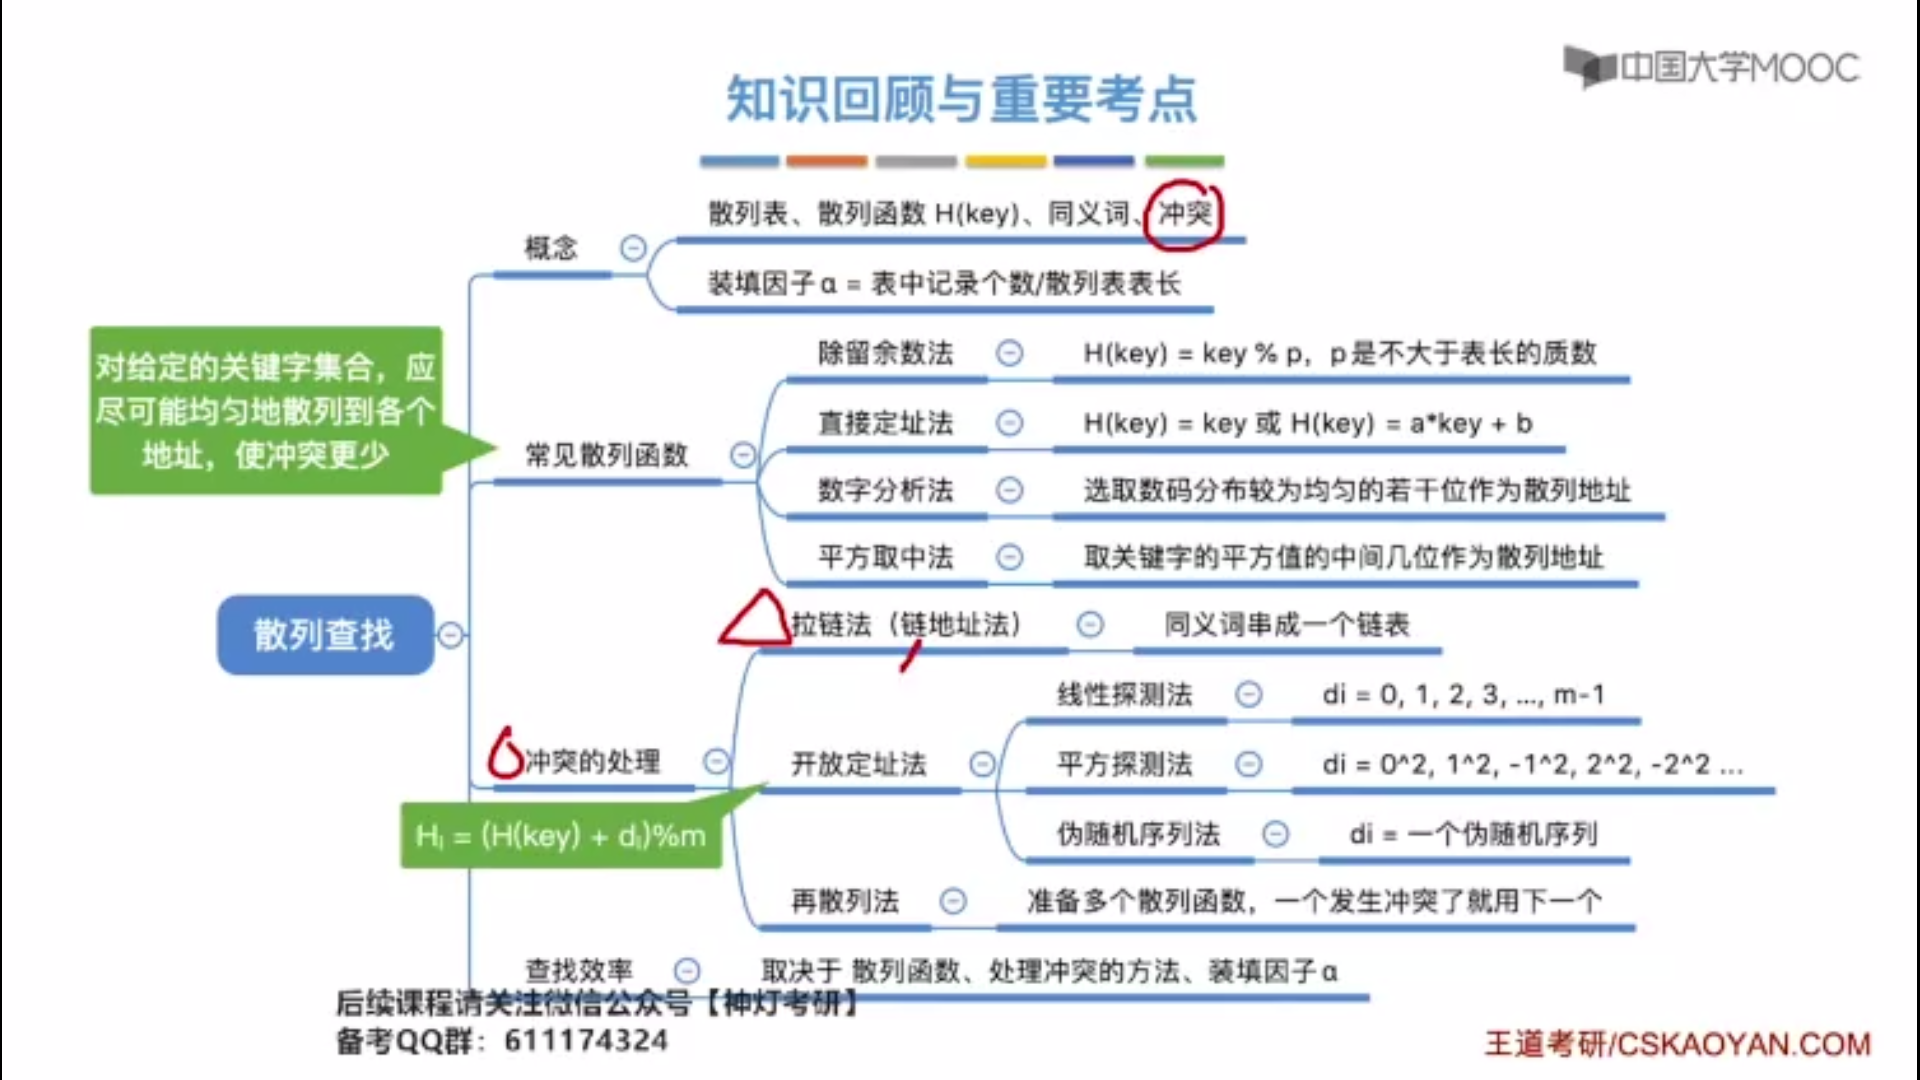 中国大学MOOC
知识回顾与重要考点
散列表、散列函数 H(key)、同义词、冲突
概念
装填因子α = 表中记录个数/散列表表长
对给定的关键字集合，应
尽可能均匀地散列到各个
地址，使冲突更少
除留余数法
H(key) = key % p，p是不大于表长的质数
直接定址法
H(key) = key 或 H(key) = a*key + b
常见散列函数
数字分析法
选取数码分布较为均匀的若干位作为散列地址
平方取中法
取关键字的平方值的中间几位作为散列地址
散列查找
拉链法（链地址法）
同义词串成一个链表
线性探测法
di = 0, 1, 2, 3, ..., m-1
冲突的处理
开放定址法
平方探测法
di = 0^2, 1^2, -1^2, 2^2, -2^2 ...
Hi = (H(key) + di)%m
伪随机序列法
di = 一个伪随机序列
再散列法
准备多个散列函数，一个发生冲突了就用下一个
查找效率
取决于 散列函数、处理冲突的方法、装填因子α
后续课程请关注微信公众号【神灯考研】
备考QQ群：611174324
王道考研/CSKAOYAN.COM